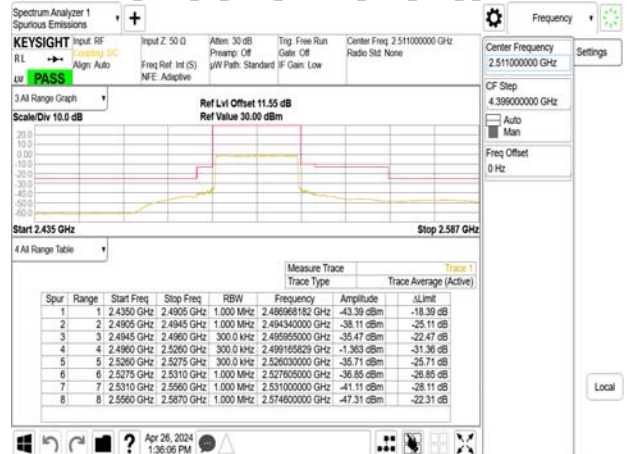 Spectrum Analyzer 1
Spurious Emissions
Frequency
KEYSIGHT
Input: RF
Coupling: DC
Align: Auto
Input Z: 50 Ω
Freq Ref: Int (S)
NFE: Adaptive
Atten: 30 dB
Preamp: Off
µW Path: Standard
Trig: Free Run
Gate: Off
IF Gain: Low
Center Freq: 2.511000000 GHz
Radio Std: None
R L
PASS
3 All Range Graph
Scale/Div 10.0 dB
Ref Lvl Offset 11.55 dB
Ref Value 30.00 dBm
20.0
10.0
0.00
-10.0
-20.0
-30.0
-40.0
-50.0
-60.0
Start 2.435 GHz
Stop 2.587 GHz
4 All Range Table
Measure Trace Trace 1
Trace Type Trace Average (Active)
Spur Range Start Freq Stop Freq RBW Frequency Amplitude ΔLimit
1 1 2.4350 GHz 2.4905 GHz 1.000 MHz 2.486968182 GHz -43.39 dBm -18.39 dB
2 2 2.4905 GHz 2.4945 GHz 1.000 MHz 2.494340000 GHz -38.11 dBm -25.11 dB
3 3 2.4945 GHz 2.4960 GHz 300.0 kHz 2.495955000 GHz -35.47 dBm -22.47 dB
4 4 2.4960 GHz 2.5260 GHz 300.0 kHz 2.499165829 GHz -1.363 dBm -31.36 dB
5 5 2.5260 GHz 2.5275 GHz 300.0 kHz 2.526030000 GHz -35.71 dBm -25.71 dB
6 6 2.5275 GHz 2.5310 GHz 1.000 MHz 2.527605000 GHz -36.85 dBm -26.85 dB
7 7 2.5310 GHz 2.5560 GHz 1.000 MHz 2.531000000 GHz -41.11 dBm -28.11 dB
8 8 2.5560 GHz 2.5870 GHz 1.000 MHz 2.574600000 GHz -47.31 dBm -22.31 dB
Center Frequency
2.511000000 GHz
Settings
CF Step
4.399000000 GHz
Auto
Man
Freq Offset
0 Hz
Local
Apr 26, 2024
1:36:06 PM